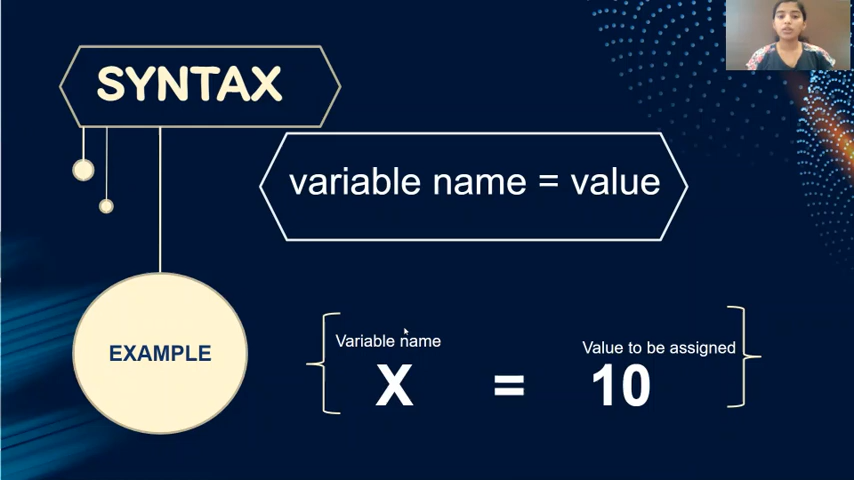 SYNTAX
variable name = value
EXAMPLE
Variable name
Value to be assigned
X = 10